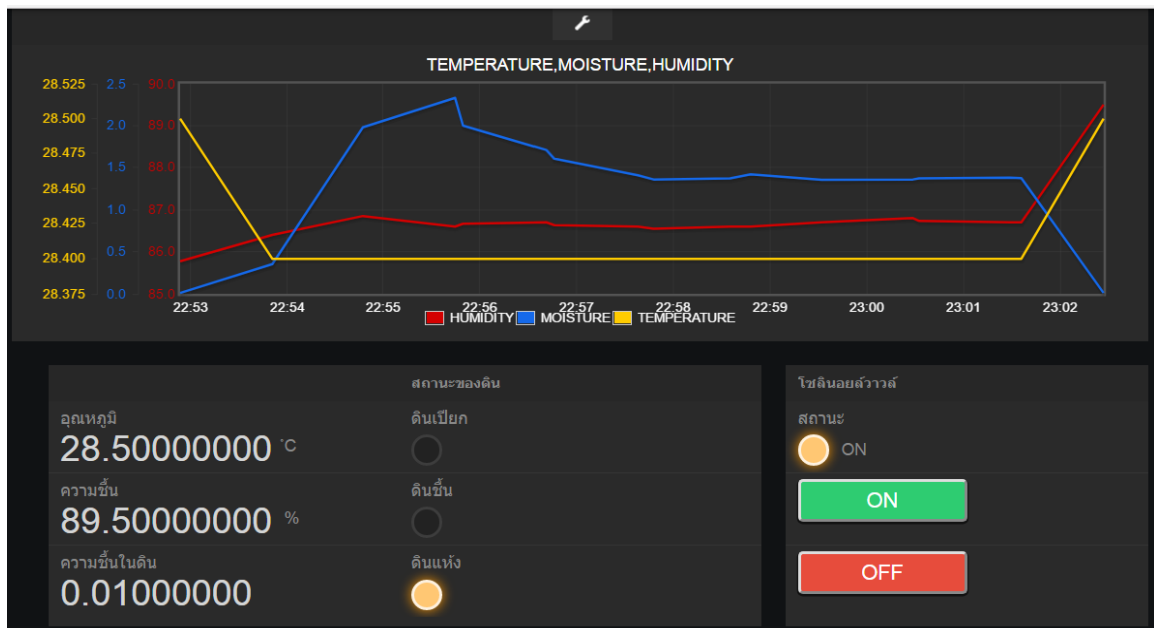 TEMPERATURE,MOISTURE,HUMIDITY
28.525 2.5 90.0
28.500 2.0 89.0
28.475
1.5 88.0
28.450
1.0 87.0
28.425
28.400 0.5 86.0
28.375 0.0 85.0
22:53 22:54 22:55 22:56 22:57 22:58 22:59 23:00 23:01 23:02
HUMIDITY MOISTURE TEMPERATURE
สถานะของดิน
โซลินอยล์วาวล์
อุณหภูมิ
ดินเปียก
สถานะ
28.50000000 °C
ON
ความชื้น
ดินชื้น
ON
89.50000000 %
ความชื้นในดิน
ดินแห้ง
OFF
0.01000000